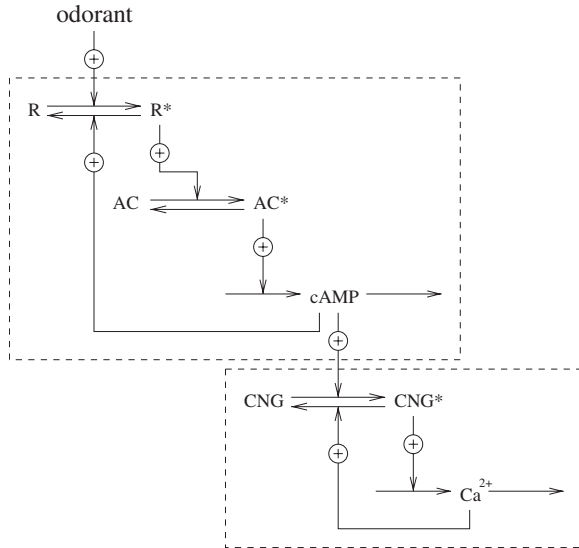 odorant
+
R R*
+
+
AC AC*
+
cAMP
+
CNG CNG*
+
+
Ca2+